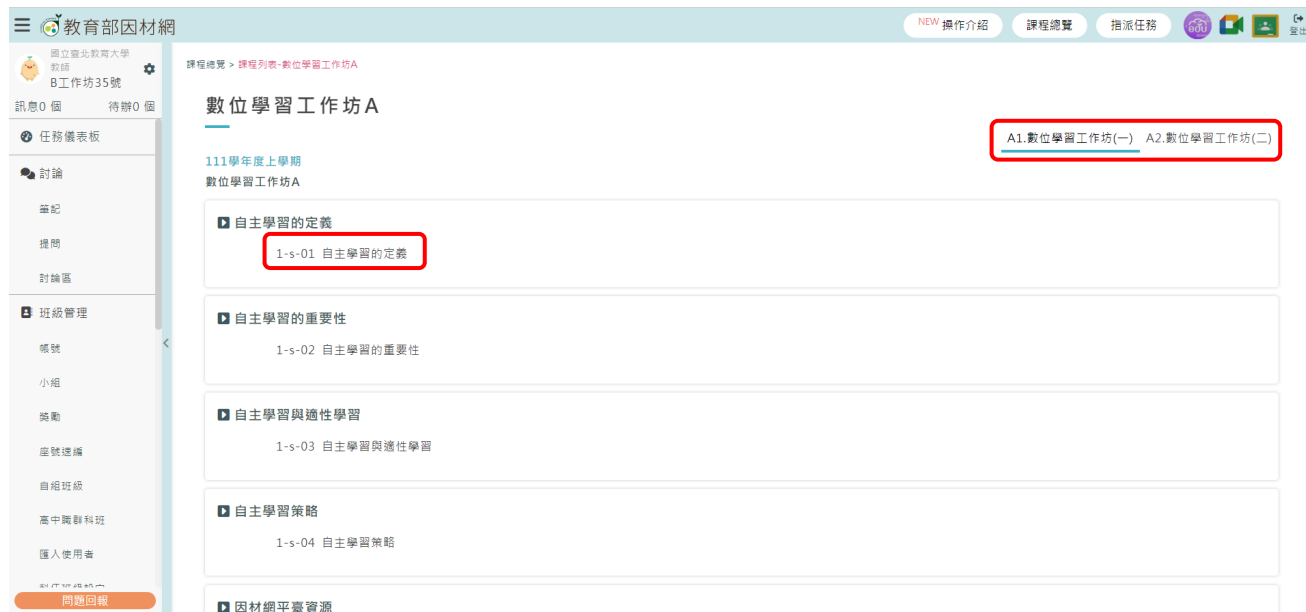 教育部因材網
NEW 操作介紹
課程總覽
指派任務
登出
國立臺北教育大學
教師
B工作坊35號
訊息0 個
待辦0 個
任務儀表板
討論
筆記
提問
討論區
班級管理
帳號
小組
獎勵
座號速編
自組班級
高中職群科班
匯入使用者
問題回報
課程總覽 > 課程列表-數位學習工作坊A
數位學習工作坊A
A1.數位學習工作坊(一) A2.數位學習工作坊(二)
111學年度上學期
數位學習工作坊A
自主學習的定義
1-s-01 自主學習的定義
自主學習的重要性
1-s-02 自主學習的重要性
自主學習與適性學習
1-s-03 自主學習與適性學習
自主學習策略
1-s-04 自主學習策略
因材網平臺資源